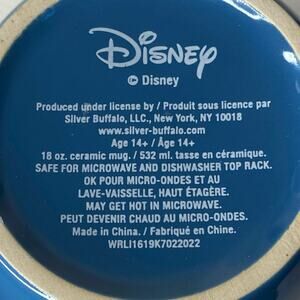 Disney
© Disney
Produced under license by / Produit sous licence par
Silver Buffalo, LLC., New York, NY 10018
www.silver-buffalo.com
Age 14+ / Âge 14+
18 oz. ceramic mug. / 532 ml. tasse en céramique.
SAFE FOR MICROWAVE AND DISHWASHER TOP RACK.
OK POUR MICRO-ONDES ET AU
LAVE-VAISSELLE, HAUT ÉTAGÈRE.
MAY GET HOT IN MICROWAVE.
PEUT DEVENIR CHAUD AU MICRO-ONDES.
Made in China. / Fabriqué en Chine.
WRLI1619K7022022